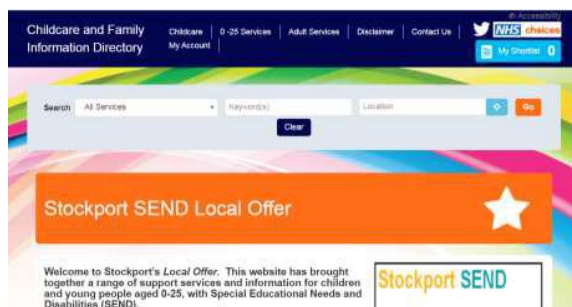 Accessibility
Childcare and Family
Information Directory
Childcare
0 -25 Services
Adult Services
Disclaimer
Contact Us
My Account
NHS choices
My Shortlist 0
Search
All Services
Keyword(s)
Location
Go
Clear
Stockport SEND Local Offer
Welcome to Stockport's Local Offer. This website has brought
together a range of support services and information for children
and young people aged 0-25, with Special Educational Needs and
Disabilities (SEND).
Stockport SEND